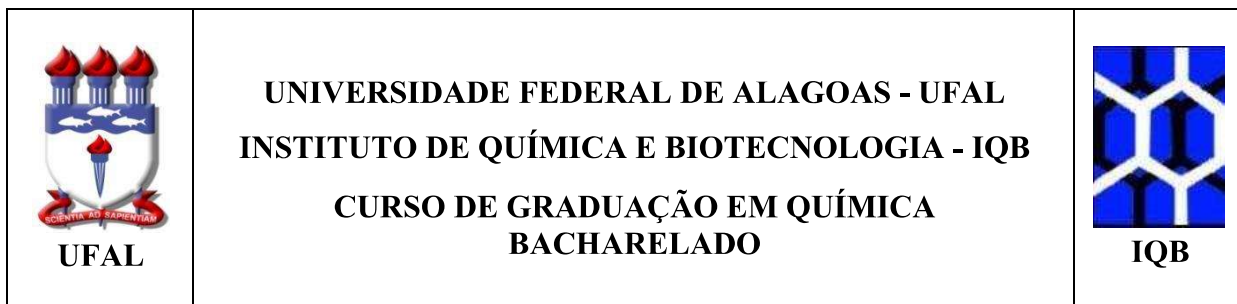 UNIVERSIDADE FEDERAL DE ALAGOAS - UFAL
INSTITUTO DE QUÍMICA E BIOTECNOLOGIA - IQB
CURSO DE GRADUAÇÃO EM QUÍMICA
BACHARELADO
SCIENTIA AD SAPIENTIAM
UFAL
IQB